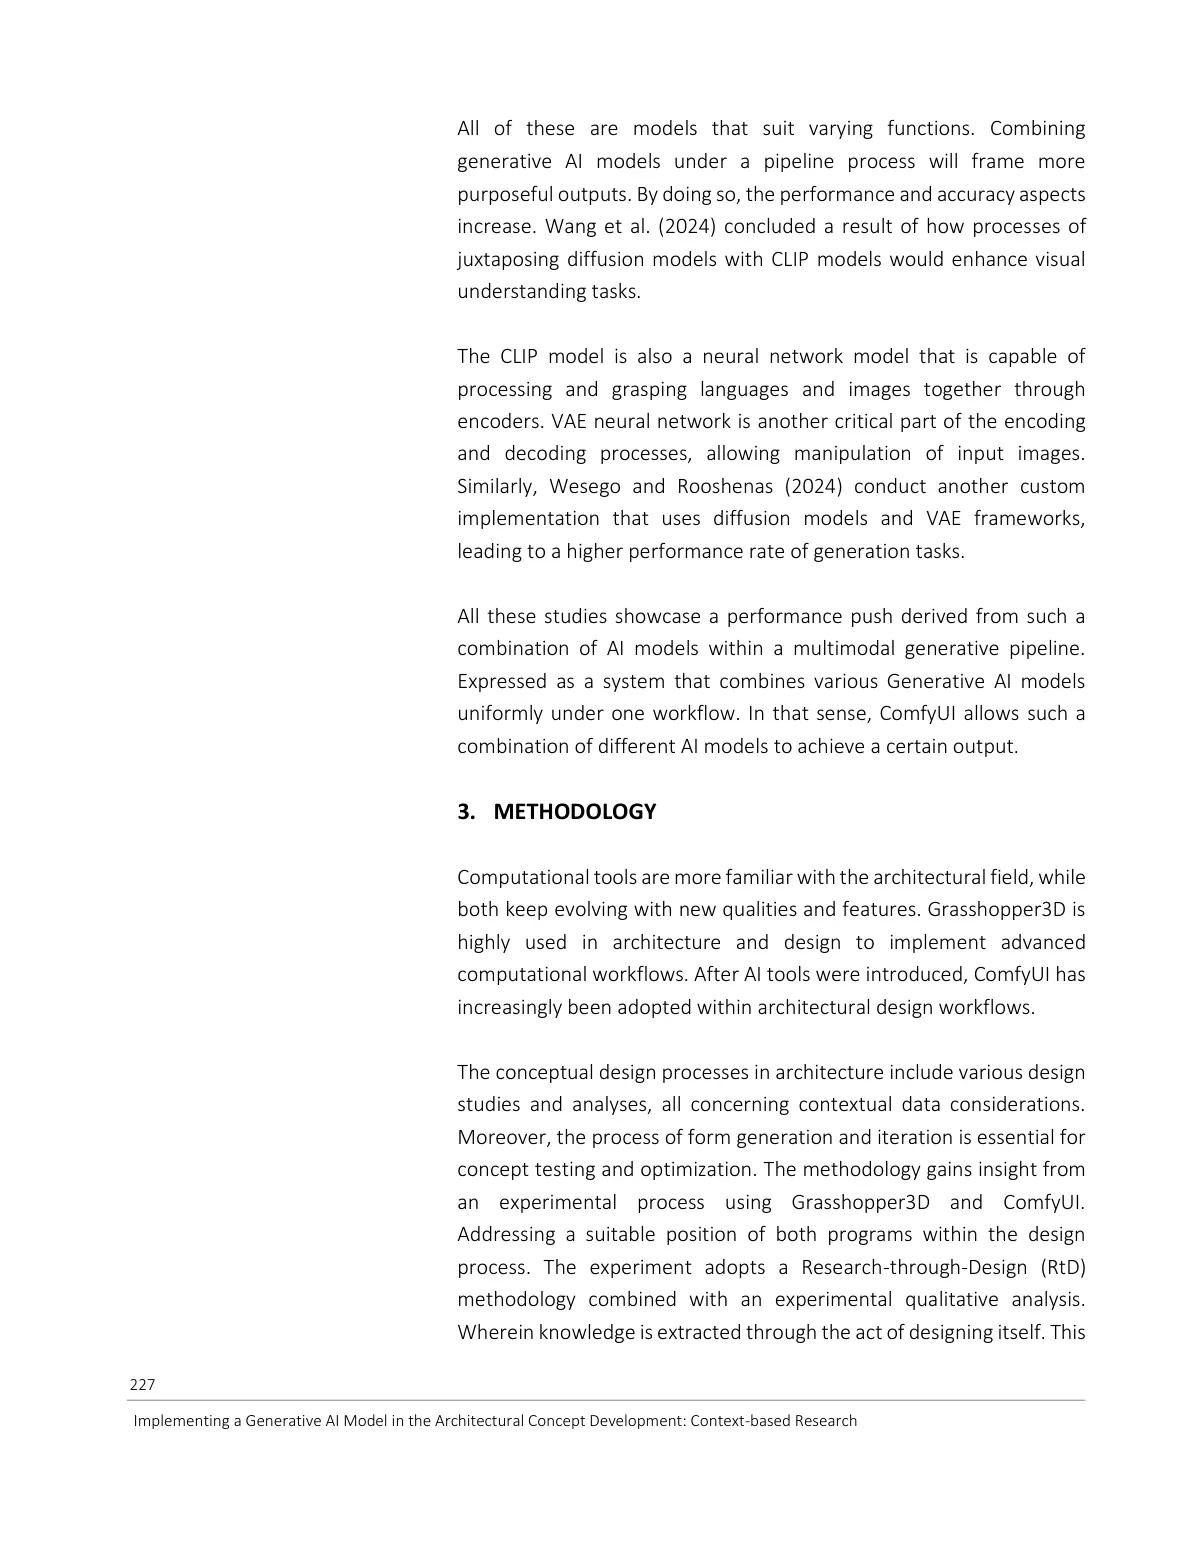 All of these are models that suit varying functions. Combining
generative AI models under a pipeline process will frame more
purposeful outputs. By doing so, the performance and accuracy aspects
increase. Wang et al. (2024) concluded a result of how processes of
juxtaposing diffusion models with CLIP models would enhance visual
understanding tasks.
The CLIP model is also a neural network model that is capable of
processing and grasping languages and images together through
encoders. VAE neural network is another critical part of the encoding
and decoding processes, allowing manipulation of input images.
Similarly, Wesego and Rooshenas (2024) conduct another custom
implementation that uses diffusion models and VAE frameworks,
leading to a higher performance rate of generation tasks.
All these studies showcase a performance push derived from such a
combination of AI models within a multimodal generative pipeline.
Expressed as a system that combines various Generative AI models
uniformly under one workflow. In that sense, ComfyUI allows such a
combination of different AI models to achieve a certain output.
3. METHODOLOGY
Computational tools are more familiar with the architectural field, while
both keep evolving with new qualities and features. Grasshopper3D is
highly used in architecture and design to implement advanced
computational workflows. After AI tools were introduced, ComfyUI has
increasingly been adopted within architectural design workflows.
The conceptual design processes in architecture include various design
studies and analyses, all concerning contextual data considerations.
Moreover, the process of form generation and iteration is essential for
concept testing and optimization. The methodology gains insight from
an experimental process using Grasshopper3D and ComfyUI.
Addressing a suitable position of both programs within the design
process. The experiment adopts a Research-through-Design (RtD)
methodology combined with an experimental qualitative analysis.
Wherein knowledge is extracted through the act of designing itself. This
227
Implementing a Generative AI Model in the Architectural Concept Development: Context-based Research